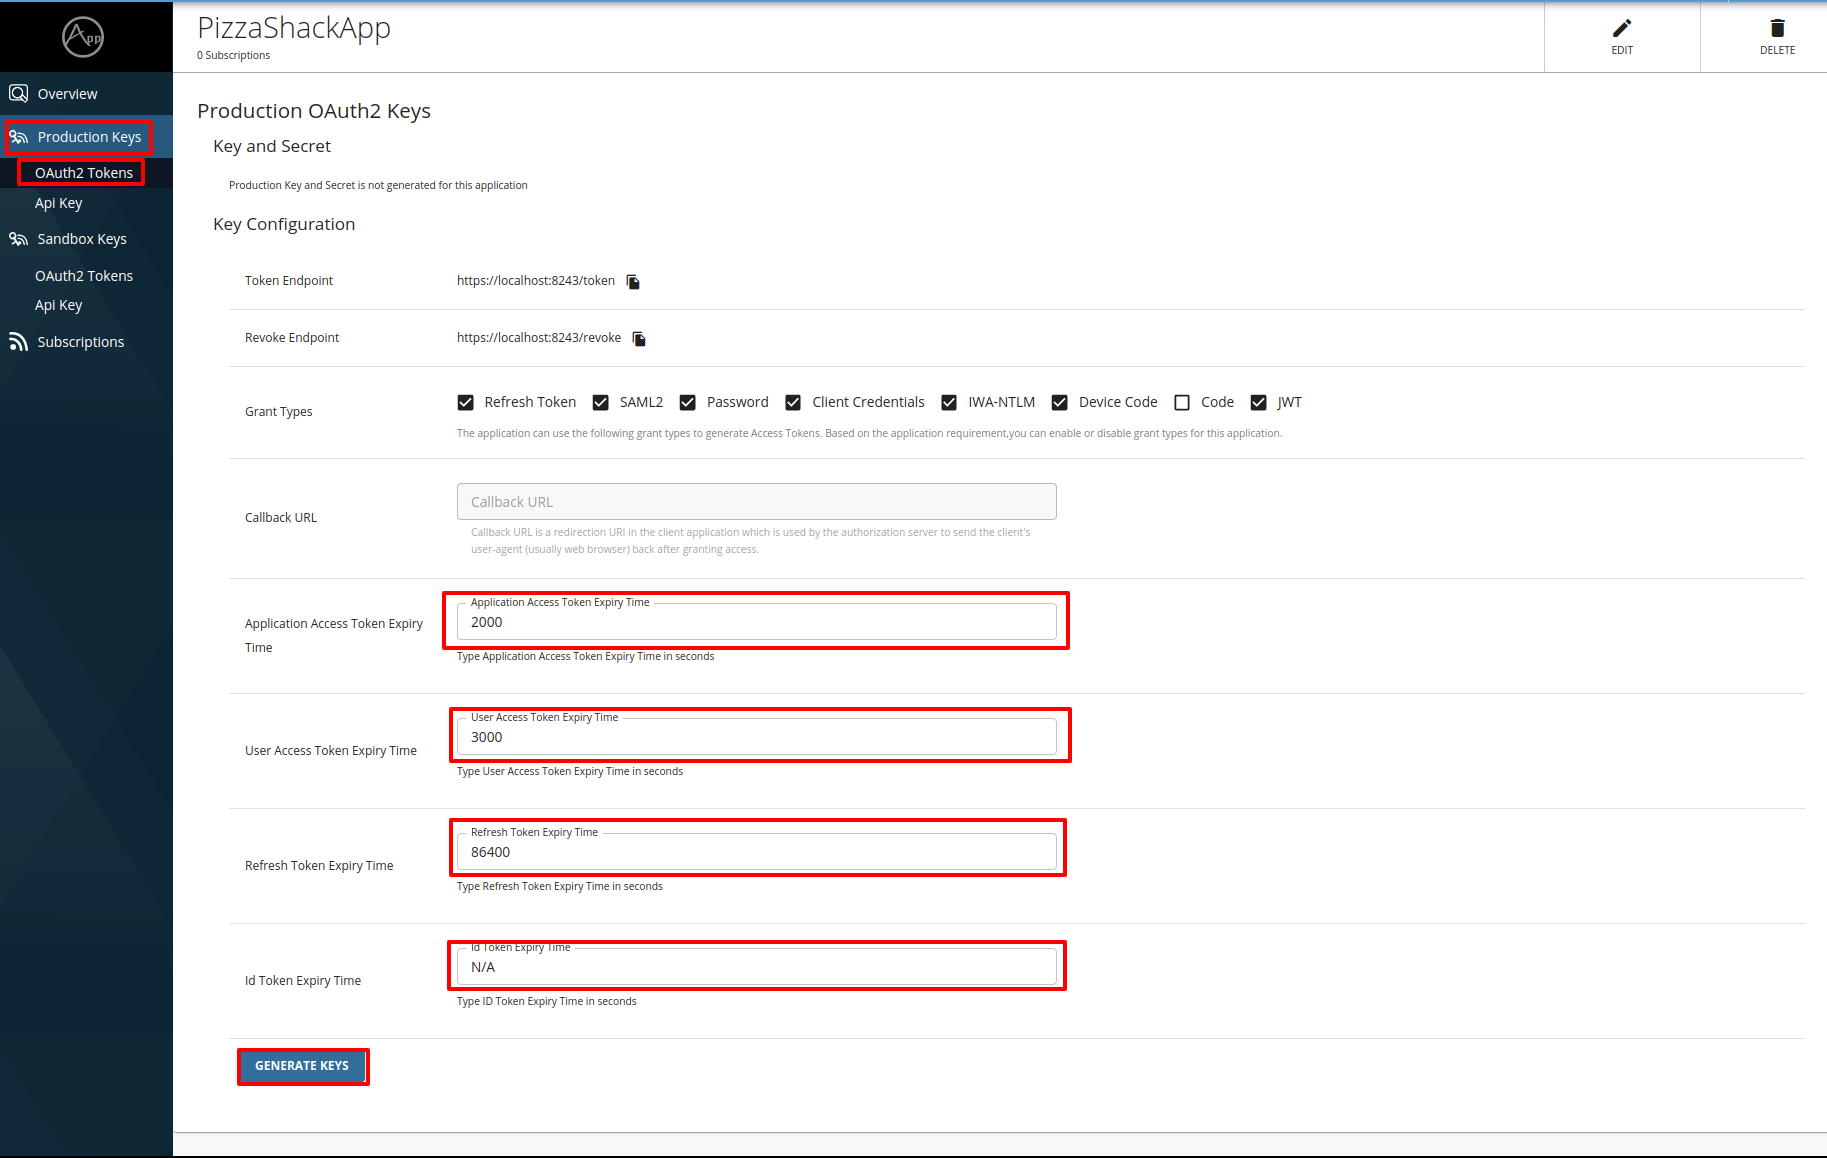 App
PizzaShackApp
0 Subscriptions
EDIT
DELETE
Overview
Production Keys
OAuth2 Tokens
Api Key
Sandbox Keys
OAuth2 Tokens
Api Key
Subscriptions
Production OAuth2 Keys
Key and Secret
Production Key and Secret is not generated for this application
Key Configuration
Token Endpoint
https://localhost:8243/token
Revoke Endpoint
https://localhost:8243/revoke
Grant Types
Refresh Token SAML2 Password Client Credentials IWA-NTLM Device Code Code JWT
The application can use the following grant types to generate Access Tokens. Based on the application requirement,you can enable or disable grant types for this application.
Callback URL
Callback URL
Callback URL is a redirection URI in the client application which is used by the authorization server to send the client's
user-agent (usually web browser) back after granting access.
Application Access Token Expiry
Time
Application Access Token Expiry Time
2000
Type Application Access Token Expiry Time in seconds
User Access Token Expiry Time
User Access Token Expiry Time
3000
Type User Access Token Expiry Time in seconds
Refresh Token Expiry Time
Refresh Token Expiry Time
86400
Type Refresh Token Expiry Time in seconds
Id Token Expiry Time
Id Token Expiry Time
N/A
Type ID Token Expiry Time in seconds
GENERATE KEYS